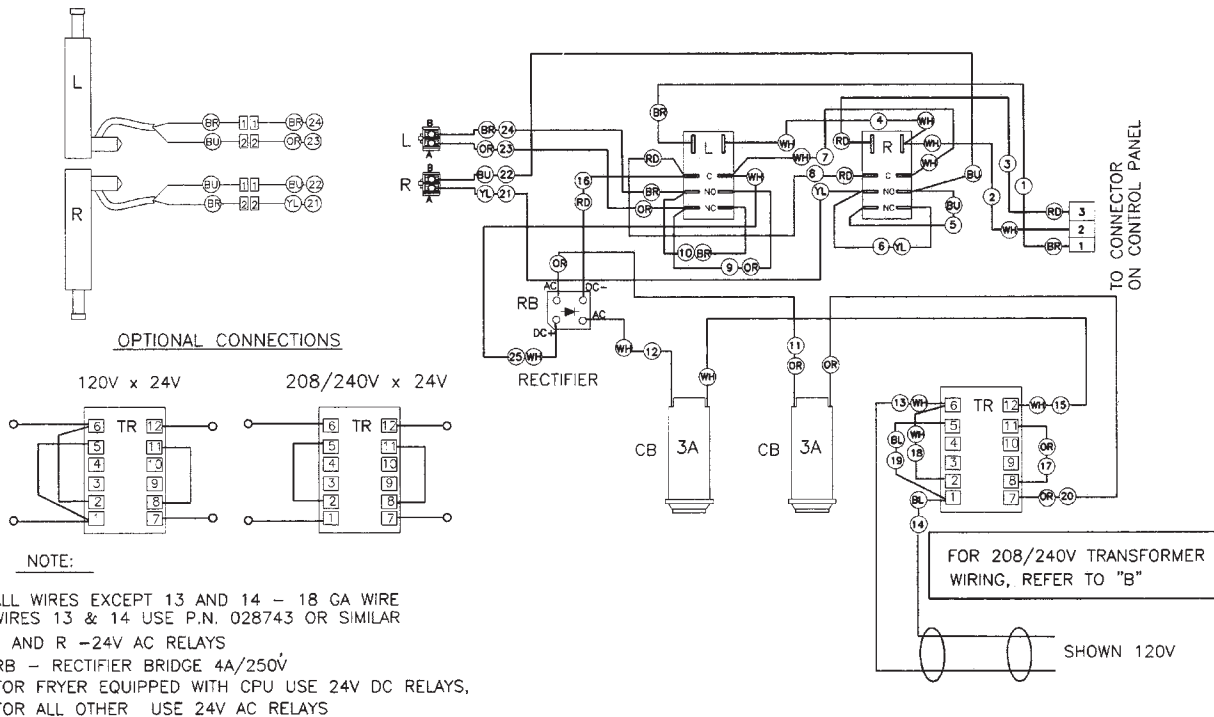 L
BR 1 1 BR 24
BU 2 2 OR 23
R
BU 1 1 BU 22
BR 2 2 YL 21
OPTIONAL CONNECTIONS
120V x 24V
208/240V x 24V
6 TR 12
5 11
4 10
3 9
2 8
1 7
6 TR 12
5 11
4 10
3 9
2 8
1 7
NOTE:
ALL WIRES EXCEPT 13 AND 14 – 18 GA WIRE
WIRES 13 & 14 USE P.N. 028743 OR SIMILAR
AND R –24V AC RELAYS
RB – RECTIFIER BRIDGE 4A/250V
FOR FRYER EQUIPPED WITH CPU USE 24V DC RELAYS,
FOR ALL OTHER USE 24V AC RELAYS
L B A
BR 24
OR 23
R B A
BU 22
YL 21
16 RD
RD
BR
OR
BR
L
C
NO
NC
WH
WH
WH 7
4
8 RD
YL
RD
R
C
NO
NC
WH
WH
WH
BU
BU
5
6 YL
10 BR
9 OR
3
2
1
RD 3
WH 2
BR 1
TO CONNECTOR
ON CONTROL PANEL
OR
RB
AC DC–
DC+ AC
25 WH
RECTIFIER
WH 12
WH
CB 3A
11
OR
OR
CB 3A
13 WH
6 TR 12
WH 15
5 11
4 10
3 9
2 8
1 7
BL
19
WH
18
OR
17
OR 20
BL
14
FOR 208/240V TRANSFORMER
WIRING, REFER TO "B"
SHOWN 120V